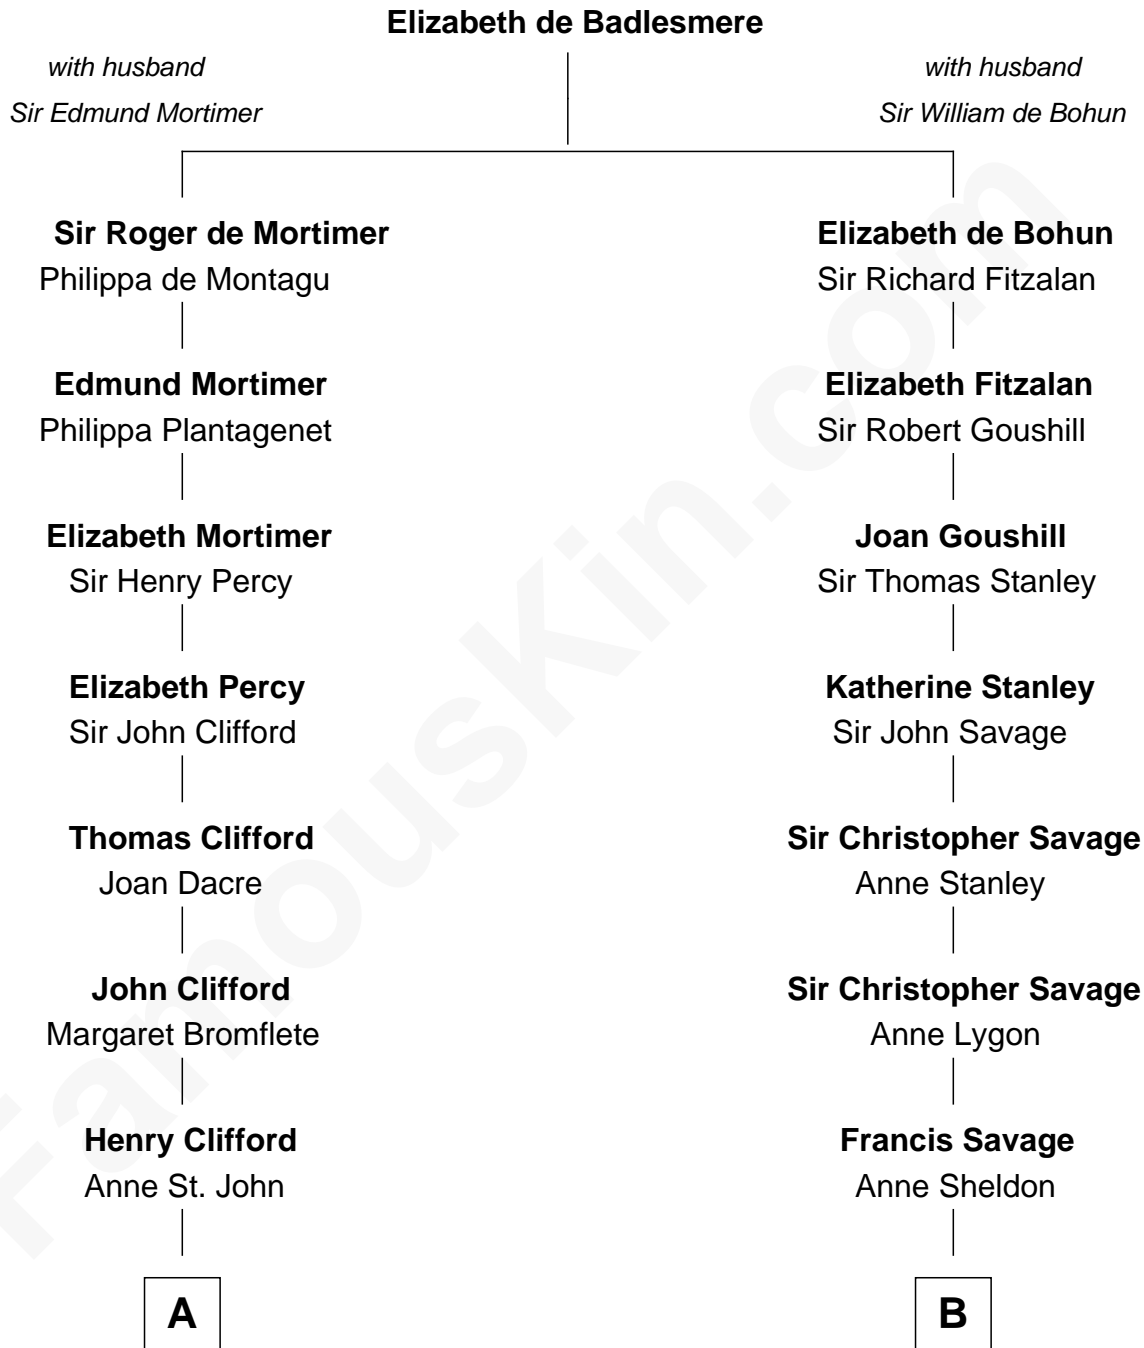 Elizabeth de Badlesmere
with husband
Sir Edmund Mortimer
with husband
Sir William de Bohun
Sir Roger de Mortimer
Philippa de Montagu
Elizabeth de Bohun
Sir Richard Fitzalan
Edmund Mortimer
Philippa Plantagenet
Elizabeth Fitzalan
Sir Robert Goushill
Elizabeth Mortimer
Sir Henry Percy
Joan Goushill
Sir Thomas Stanley
Elizabeth Percy
Sir John Clifford
Katherine Stanley
Sir John Savage
Thomas Clifford
Joan Dacre
Sir Christopher Savage
Anne Stanley
John Clifford
Margaret Bromflete
Sir Christopher Savage
Anne Lygon
Henry Clifford
Anne St. John
Francis Savage
Anne Sheldon
A
B
FamousKin.com